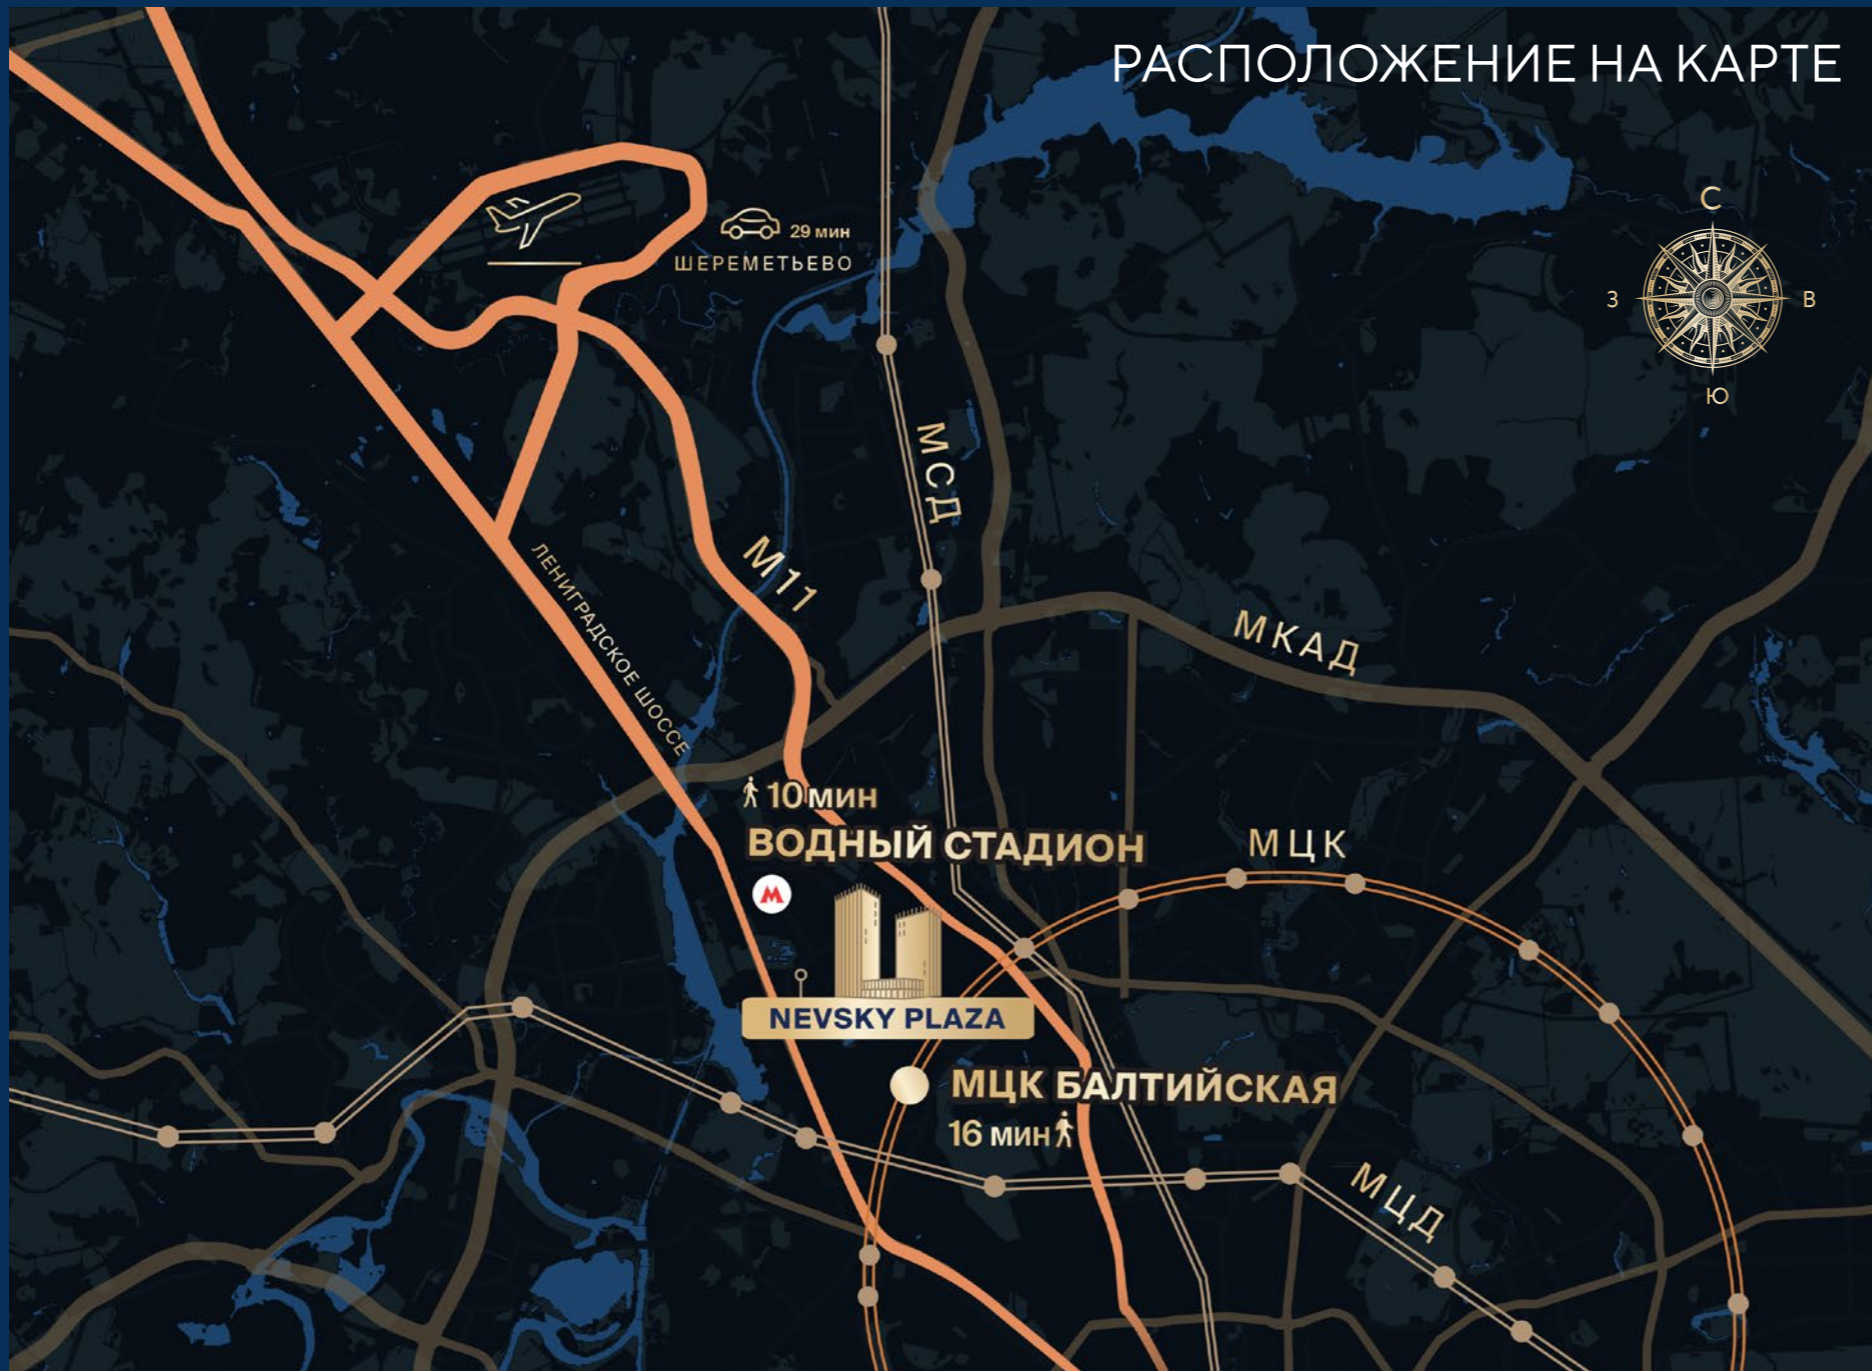 РАСПОЛОЖЕНИЕ НА КАРТЕ
С
З
В
Ю
29 мин
ШЕРЕМЕТЬЕВО
МСД
М11
ЛЕНИГРАДСКОЕ ШОССЕ
МКАД
10 мин
ВОДНЫЙ СТАДИОН
М
МЦК
NEVSKY PLAZA
МЦК БАЛТИЙСКАЯ
16 мин
МЦД